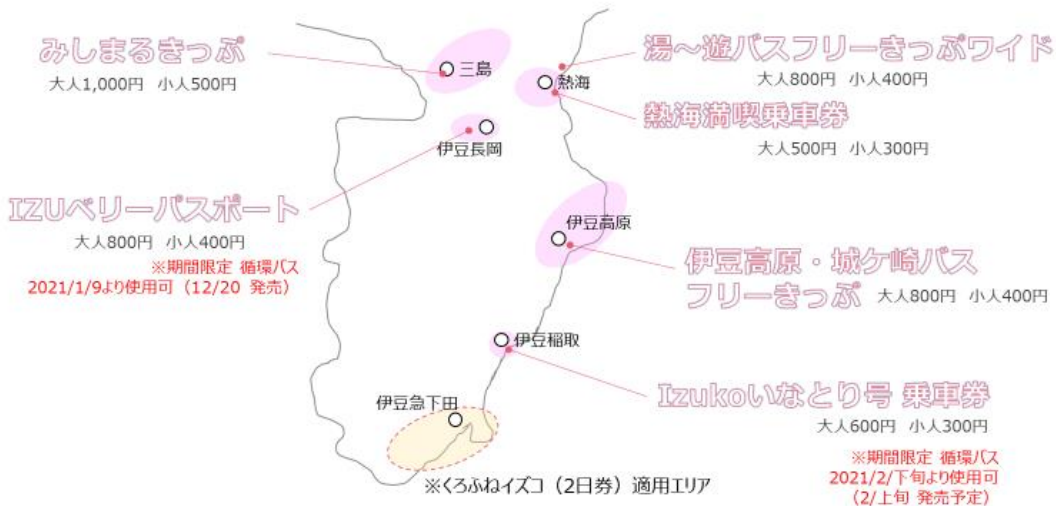 みしまるきっぷ
大人1,000円 小人500円
三島
熱海
湯～遊バスフリーきっぷワイド
大人800円 小人400円
熱海満喫乗車券
大人500円 小人300円
伊豆長岡
IZUベリーパスポート
大人800円 小人400円
※期間限定 循環バス
2021/1/9より使用可（12/20 発売）
伊豆高原
伊豆高原・城ケ崎バス
フリーきっぷ 大人800円 小人400円
伊豆稲取
Izukoいなとり号 乗車券
大人600円 小人300円
※期間限定 循環バス
2021/2/下旬より使用可
（2/上旬 発売予定）
伊豆急下田
※くろふねイズコ（2日券）適用エリア